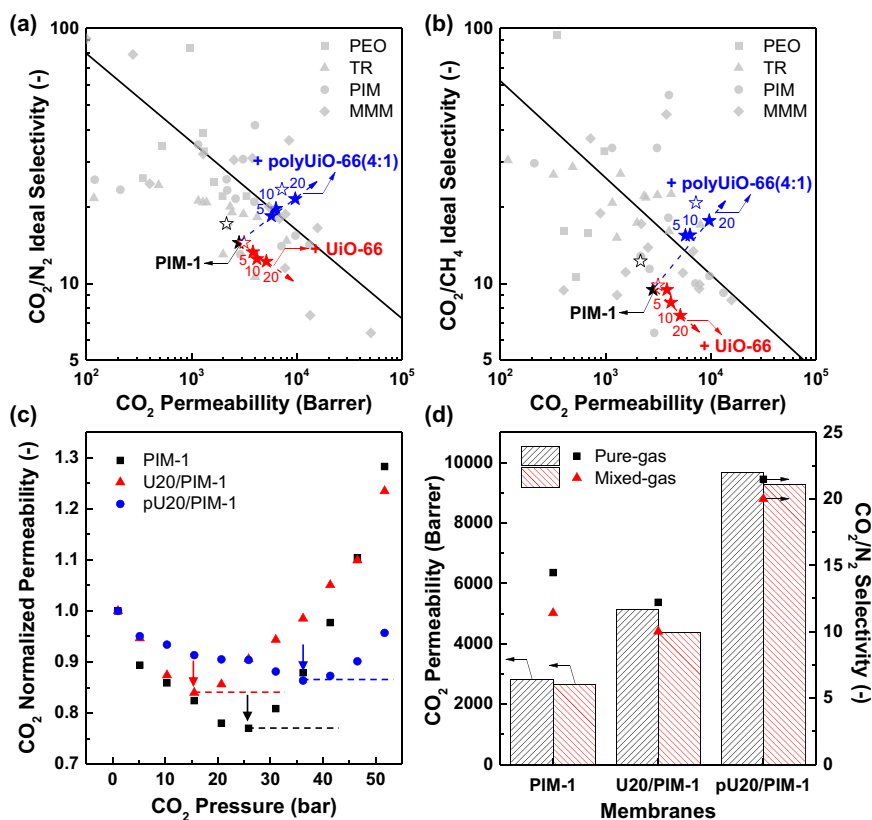 (a)
100
10
5
CO2/N2 Ideal Selectivity (-)
PEO
TR
PIM
MMM
+ polyUiO-66(4:1)
20
10
5
PIM-1
5
10
20
+ UiO-66
10^2 10^3 10^4 10^5
CO2 Permeabillity (Barrer)
(b)
100
10
5
CO2/CH4 Ideal Selectivity (-)
PEO
TR
PIM
MMM
+ polyUiO-66(4:1)
5
10
20
PIM-1
5
10
20
+ UiO-66
10^2 10^3 10^4 10^5
CO2 Permeabillity (Barrer)
(c)
CO2 Normalized Permeability (-)
1.3
1.2
1.1
1.0
0.9
0.8
0.7
PIM-1
U20/PIM-1
pU20/PIM-1
0 10 20 30 40 50
CO2 Pressure (bar)
(d)
CO2 Permeability (Barrer)
10000
8000
6000
4000
2000
0
Pure-gas
Mixed-gas
25
20
15
10
5
0
CO2/N2 Selectivity (-)
PIM-1 U20/PIM-1 pU20/PIM-1
Membranes